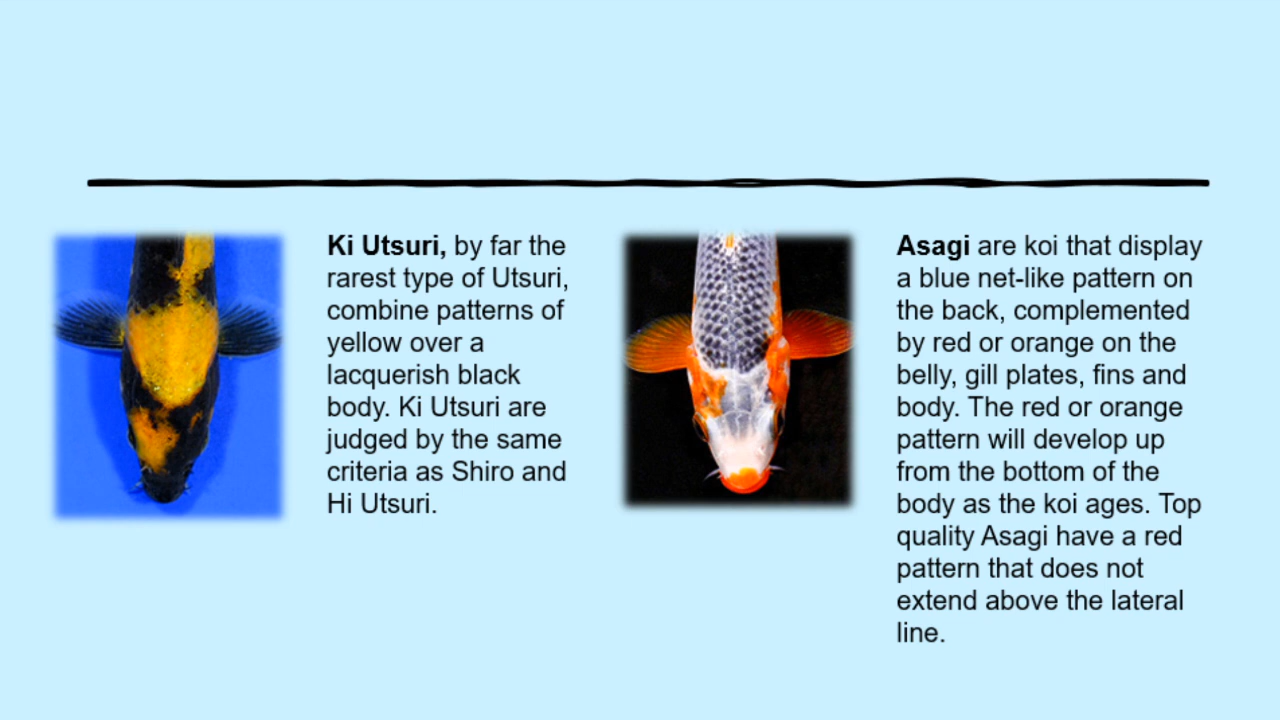 Ki Utsuri, by far the
rarest type of Utsuri,
combine patterns of
yellow over a
lacquerish black
body. Ki Utsuri are
judged by the same
criteria as Shiro and
Hi Utsuri.
Asagi are koi that display
a blue net-like pattern on
the back, complemented
by red or orange on the
belly, gill plates, fins and
body. The red or orange
pattern will develop up
from the bottom of the
body as the koi ages. Top
quality Asagi have a red
pattern that does not
extend above the lateral
line.